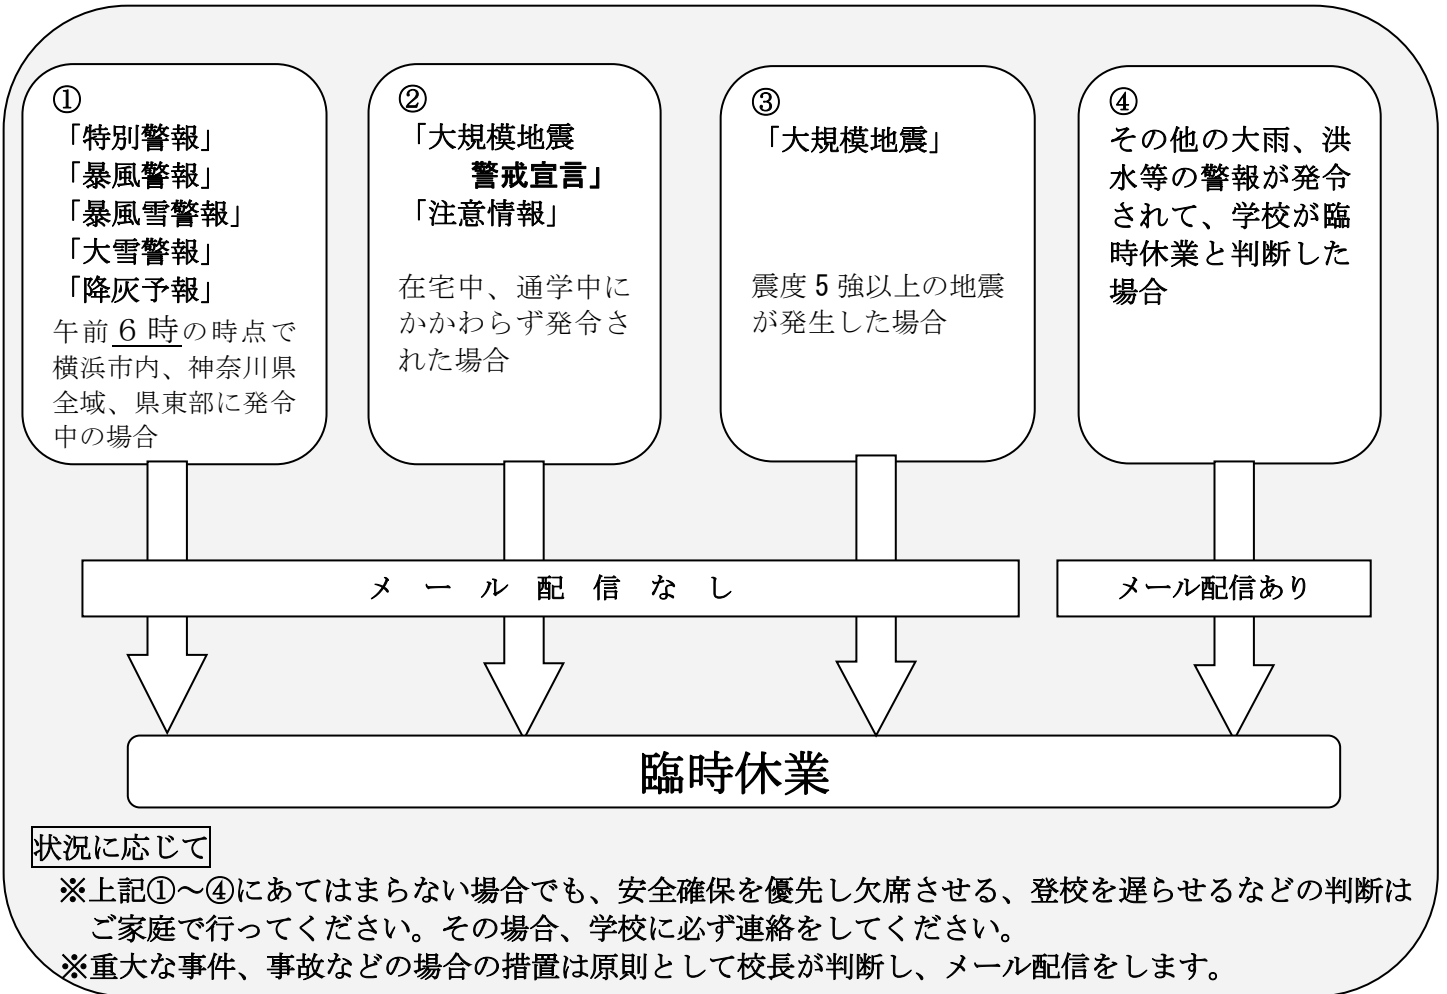 ①
「特別警報」
「暴風警報」
「暴風雪警報」
「大雪警報」
「降灰予報」
午前６時の時点で
横浜市内、神奈川県
全域、県東部に発令
中の場合
②
「大規模地震
警戒宣言」
「注意情報」
在宅中、通学中に
かかわらず発令さ
れた場合
③
「大規模地震」
震度 5 強以上の地震
が発生した場合
④
その他の大雨、洪
水等の警報が発令
されて、学校が臨
時休業と判断した
場合
メール配信なし
メール配信あり
臨時休業
状況に応じて
※上記①～④にあてはまらない場合でも、安全確保を優先し欠席させる、登校を遅らせるなどの判断は
ご家庭で行ってください。その場合、学校に必ず連絡をしてください。
※重大な事件、事故などの場合の措置は原則として校長が判断し、メール配信をします。